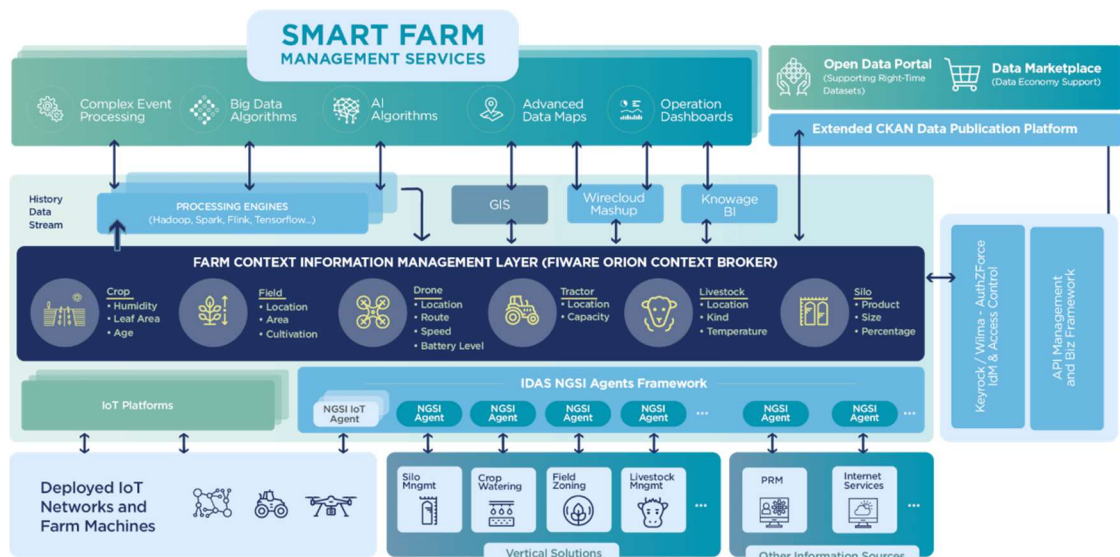 SMART FARM
MANAGEMENT SERVICES
Complex Event
Processing
Big Data
Algorithms
AI
Algorithms
Advanced
Data Maps
Operation
Dashboards
Open Data Portal
(Supporting Right-Time
Datasets)
Data Marketplace
(Data Economy Support)
Extended CKAN Data Publication Platform
History
Data
Stream
PROCESSING ENGINES
(Hadoop, Spark, Flink, Tensorflow...)
GIS
Wirecloud
Mashup
Knowage
BI
FARM CONTEXT INFORMATION MANAGEMENT LAYER (FIWARE ORION CONTEXT BROKER)
Crop
• Humidity
• Leaf Area
• Age
Field
• Location
• Area
• Cultivation
Drone
• Location
• Route
• Speed
• Battery Level
Tractor
• Location
• Capacity
Livestock
• Location
• Kind
• Temperature
Silo
• Product
• Size
• Percentage
Keyrock / Wilma - AuthZForce
IdM & Access Control
API Management
and Biz Framework
IoT Platforms
IDAS NGSI Agents Framework
NGSI IoT
Agent
NGSI
Agent
NGSI
Agent
NGSI
Agent
NGSI
Agent
...
NGSI
Agent
NGSI
Agent
...
Deployed IoT
Networks and
Farm Machines
Silo
Mngmt
Crop
Watering
Field
Zoning
Livestock
Mngmt
...
PRM
Internet
Services
...
Vertical Solutions
Other Information Sources